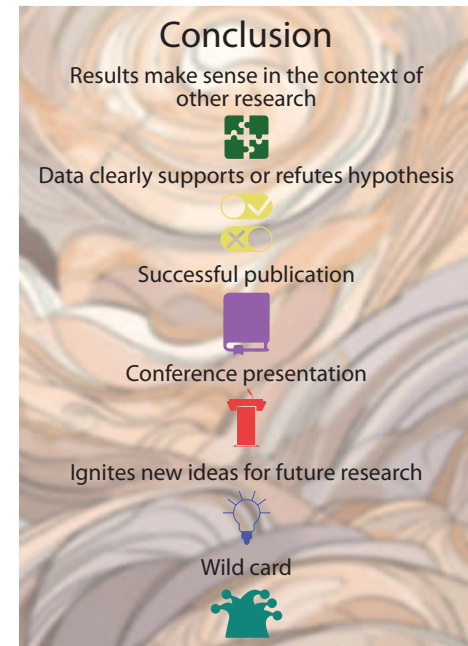 Conclusion
Results make sense in the context of
other research
Data clearly supports or refutes hypothesis
Successful publication
Conference presentation
Ignites new ideas for future research
Wild card